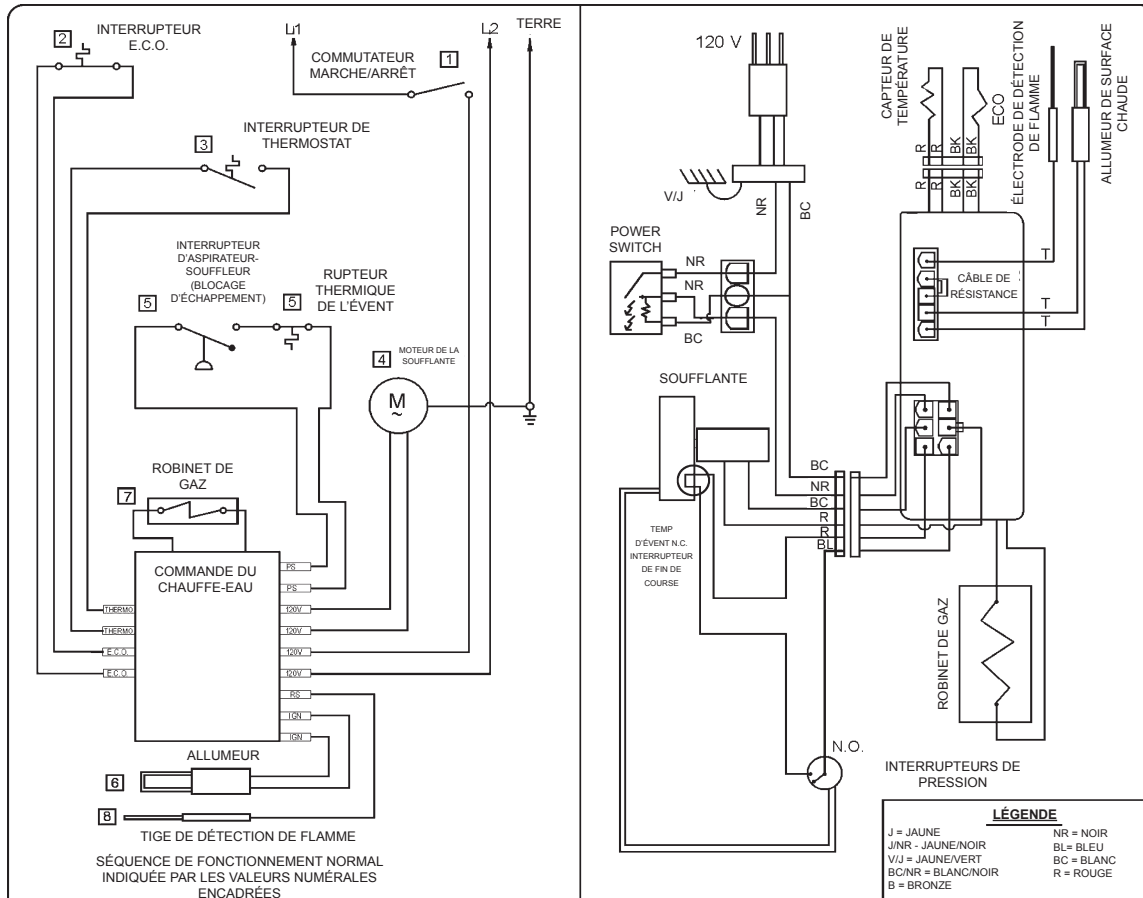 INTERRUPTEUR
E.C.O.
2
L1
L2
TERRE
COMMUTATEUR
MARCHE/ARRÊT
1
INTERRUPTEUR DE
THERMOSTAT
3
INTERRUPTEUR
D'ASPIRATEUR-
SOUFFLEUR
(BLOCAGE
D'ÉCHAPPEMENT)
5
5
RUPTEUR
THERMIQUE
DE L'ÉVENT
4
MOTEUR DE LA
SOUFFLANTE
M
~
ROBINET DE
GAZ
7
COMMANDE DU
CHAUFFE-EAU
THERMO
THERMO
E.C.O.
E.C.O.
PS
PS
120V
120V
120V
120V
RS
IGN
IGN
ALLUMEUR
6
8
TIGE DE DÉTECTION DE FLAMME
SÉQUENCE DE FONCTIONNEMENT NORMAL
INDIQUÉE PAR LES VALEURS NUMÉRALES
ENCADRÉES
120 V
V/J
NR
BC
POWER
SWITCH
NR
NR
BC
CAPTEUR DE
TEMPÉRATURE
ECO
ÉLECTRODE DE DÉTECTION
DE FLAMME
ALLUMEUR DE SURFACE
CHAUDE
R
R
BK
BK
R
R
BK
BK
T
CÂBLE DE
RÉSISTANCE
T
T
SOUFFLANTE
BC
NR
BC
R
R
BL
TEMP
D'ÉVENT N.C.
INTERRUPTEUR
DE FIN DE
COURSE
ROBINET DE GAZ
N.O.
INTERRUPTEURS DE
PRESSION
LÉGENDE
J = JAUNE
J/NR - JAUNE/NOIR
V/J = JAUNE/VERT
BC/NR = BLANC/NOIR
B = BRONZE
NR = NOIR
BL= BLEU
BC = BLANC
R = ROUGE